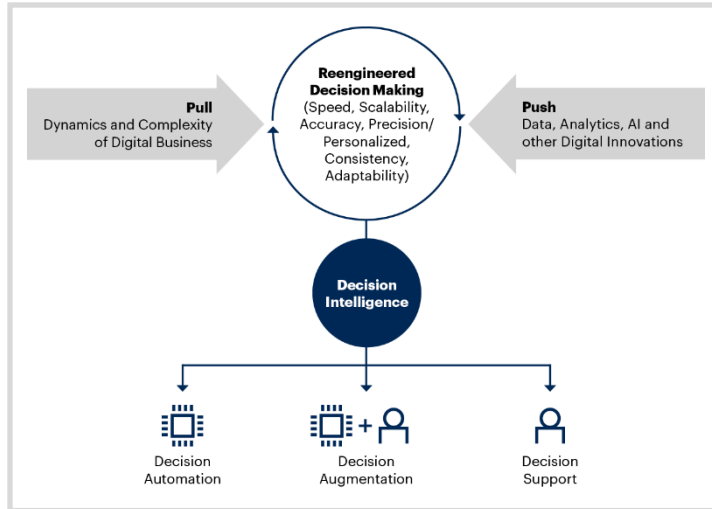 Reengineered
Decision Making
(Speed, Scalability,
Accuracy, Precision/
Personalized,
Consistency,
Adaptability)
Pull
Dynamics and Complexity
of Digital Business
Push
Data, Analytics, AI and
other Digital Innovations
Decision
Intelligence
+
Decision
Automation
Decision
Augmentation
Decision
Support